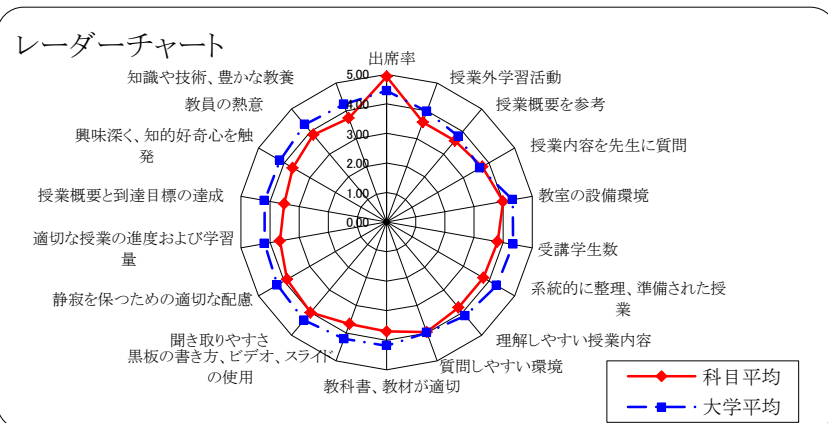 レーダーチャート
出席率
授業外学習活動
授業概要を参考
授業内容を先生に質問
教室の設備環境
受講学生数
系統的に整理、準備された授
業
理解しやすい授業内容
質問しやすい環境
教科書、教材が適切
黒板の書き方、ビデオ、スライド
の使用
聞き取りやすさ
静寂を保つための適切な配慮
適切な授業の進度および学習
量
授業概要と到達目標の達成
興味深く、知的好奇心を触
発
教員の熱意
知識や技術、豊かな教養
5.00
4.00
3.00
2.00
1.00
0.00
科目平均
大学平均